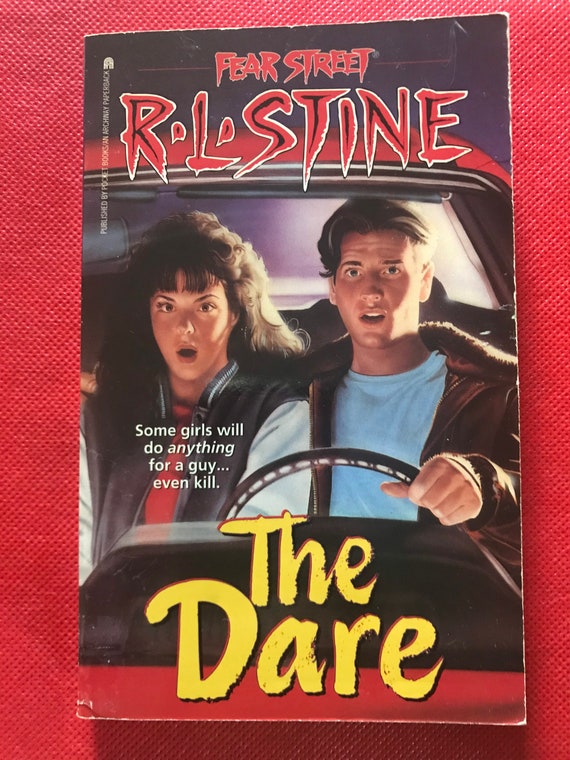 FEAR STREET®
R·L·STINE
PUBLISHED BY POCKET BOOKS/AN ARCHWAY PAPERBACK
Some girls will
do anything
for a guy...
even kill.
The
Dare